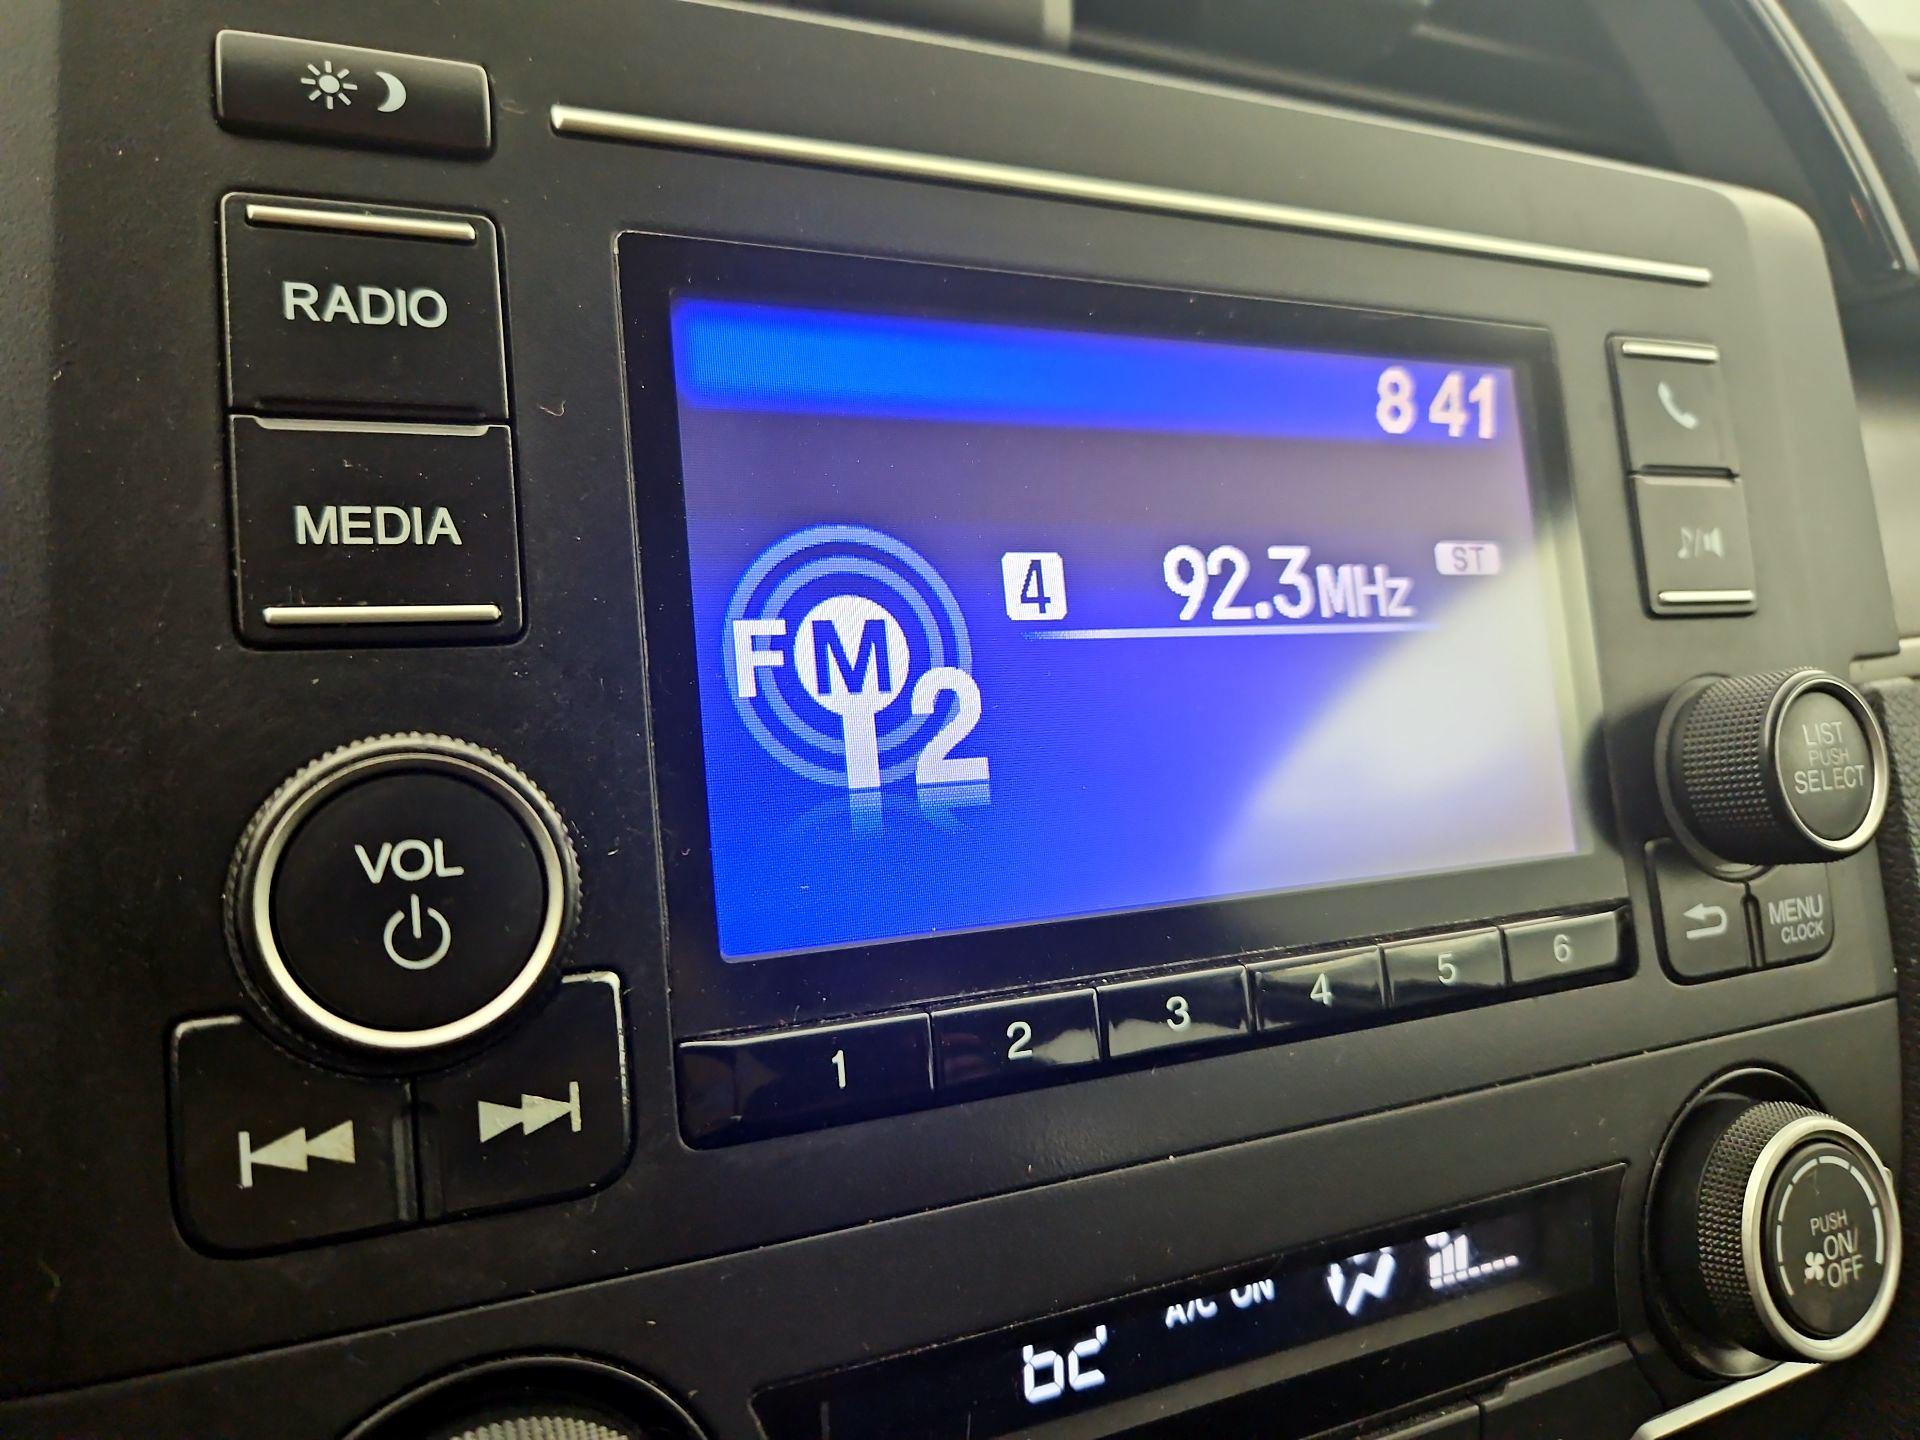 RADIO
MEDIA
VOL
8 41
FM2
4 92.3MHz ST
1 2 3 4 5 6
LIST
PUSH
SELECT
MENU
CLOCK
A/C ON
PUSH
ON/
OFF